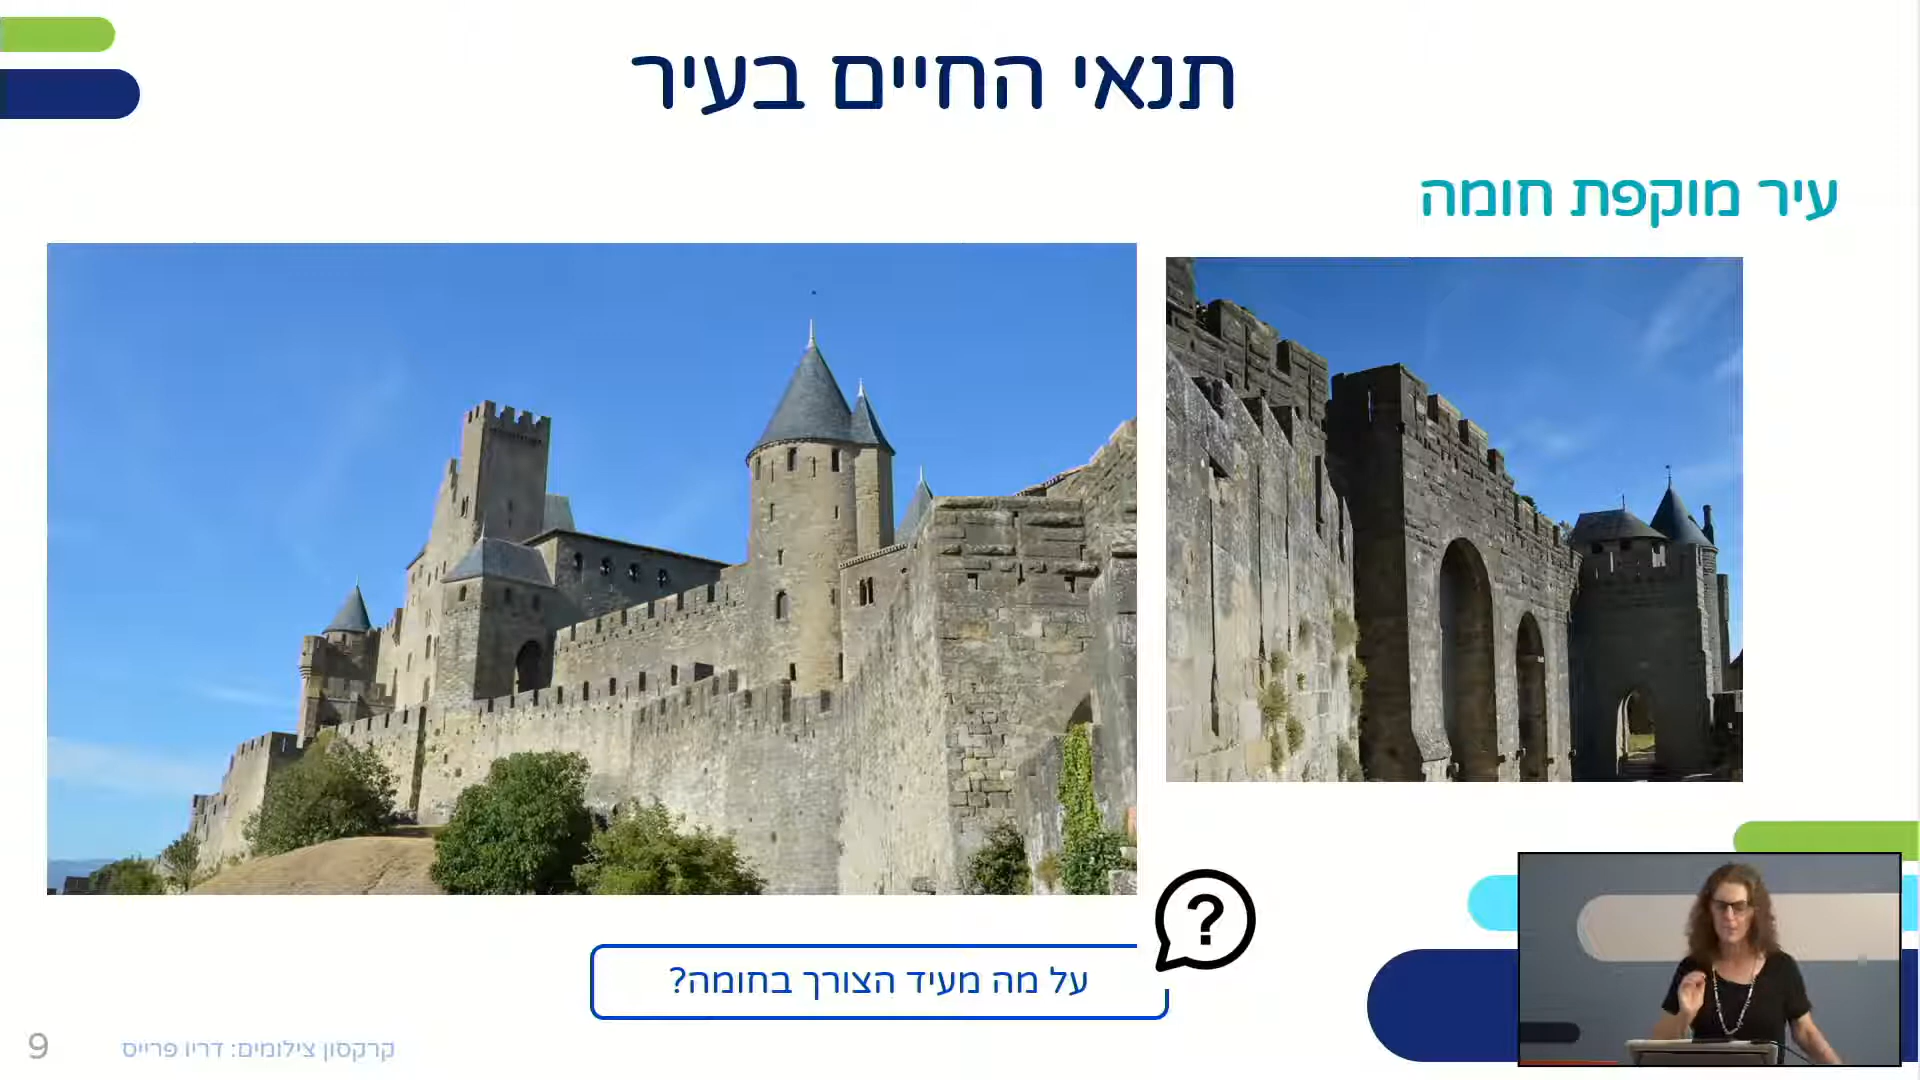 תנאי החיים בעיר
עיר מוקפת חומה
?
על מה מעיד הצורך בחומה?
קרקסון צילומים: דריו פרייס
9